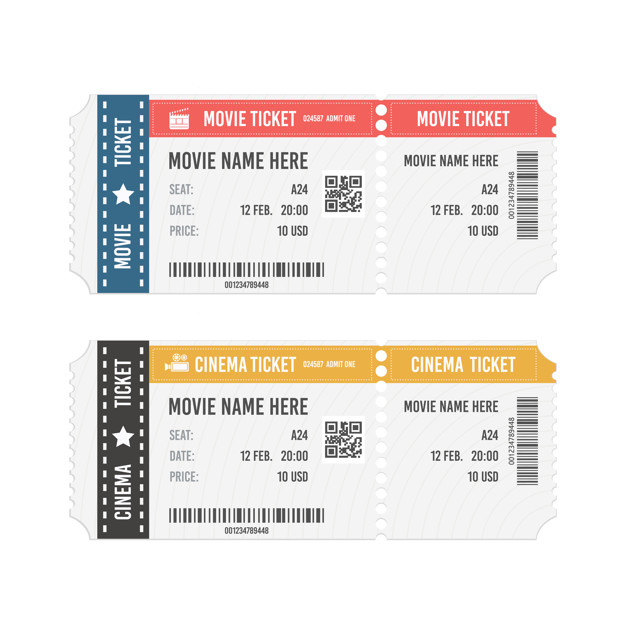 MOVIE ★ TICKET
MOVIE TICKET 024587 ADMIT ONE
MOVIE NAME HERE
SEAT: A24
DATE: 12 FEB. 20:00
PRICE: 10 USD
001234789448
MOVIE TICKET
MOVIE NAME HERE
A24
12 FEB. 20:00
10 USD
001234789448
CINEMA ★ TICKET
CINEMA TICKET 024587 ADMIT ONE
MOVIE NAME HERE
SEAT: A24
DATE: 12 FEB. 20:00
PRICE: 10 USD
001234789448
CINEMA TICKET
MOVIE NAME HERE
A24
12 FEB. 20:00
10 USD
001234789448